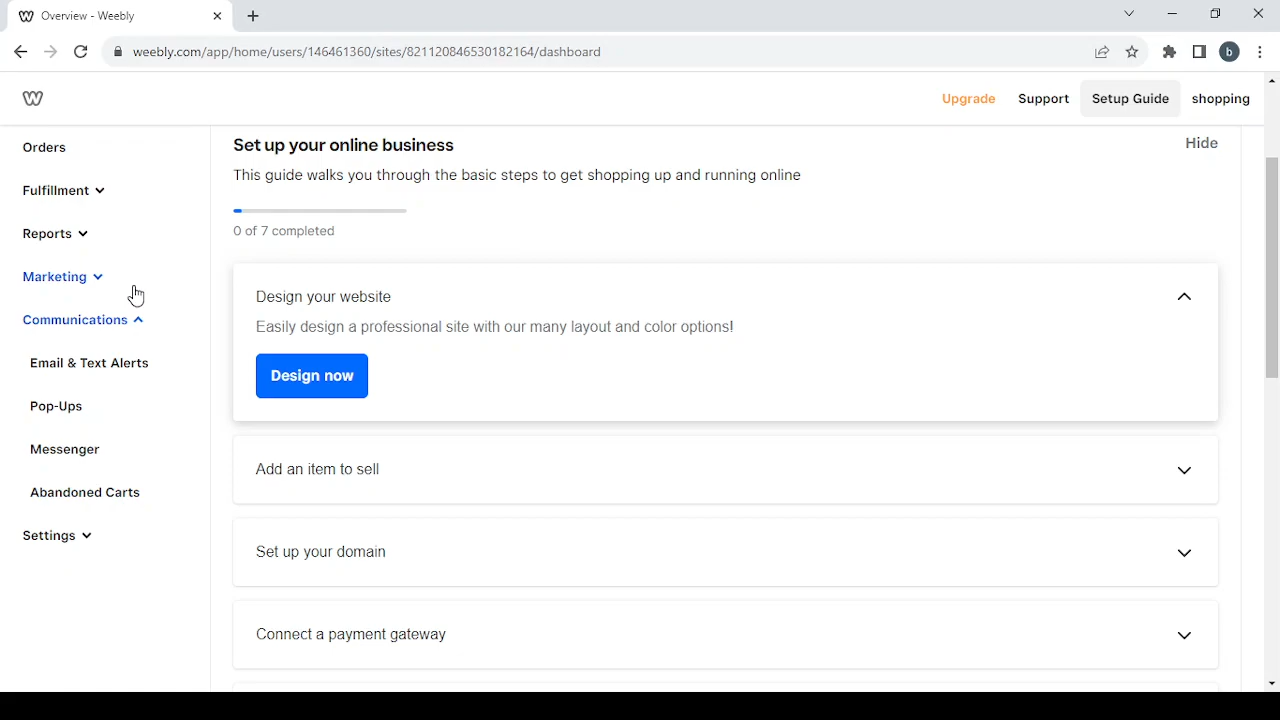 Overview - Weebly
weebly.com/app/home/users/146461360/sites/821120846530182164/dashboard
b
Upgrade
Support
Setup Guide
shopping
Orders
Fulfillment
Reports
Marketing
Communications
Email & Text Alerts
Pop-Ups
Messenger
Abandoned Carts
Settings
Set up your online business
Hide
This guide walks you through the basic steps to get shopping up and running online
0 of 7 completed
Design your website
Easily design a professional site with our many layout and color options!
Design now
Add an item to sell
Set up your domain
Connect a payment gateway